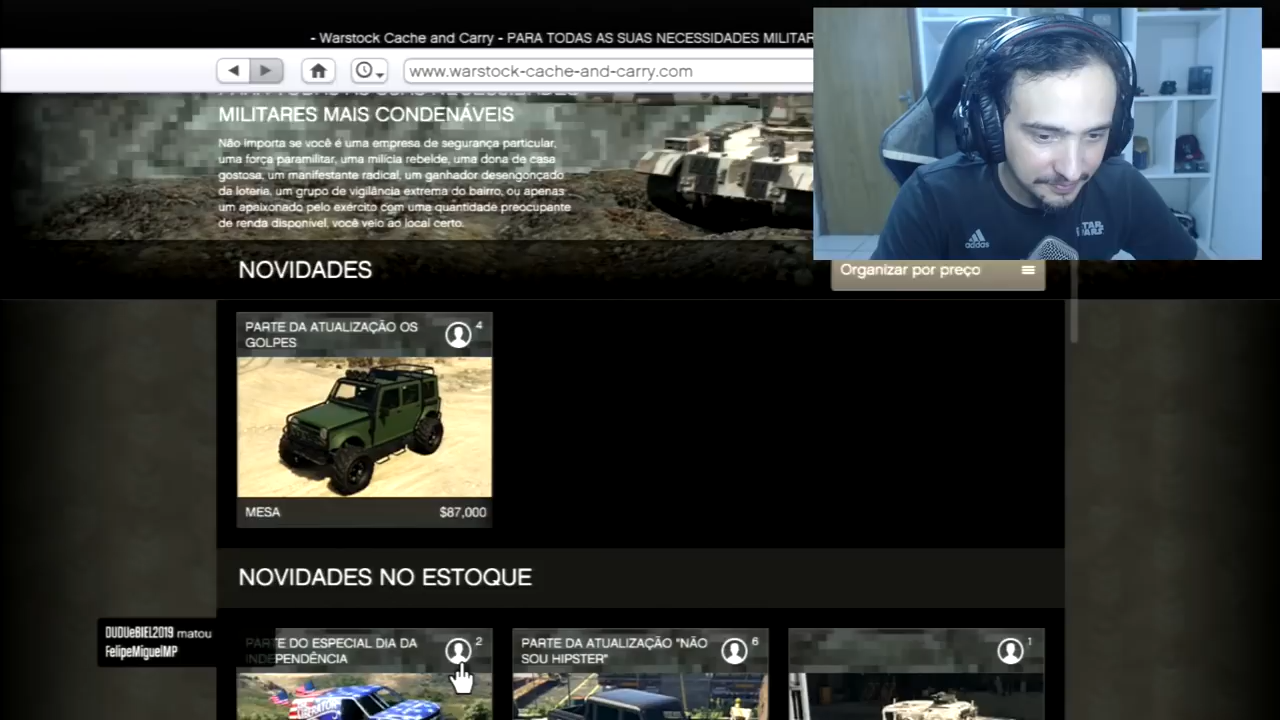 - Warstock Cache and Carry - PARA TODAS AS SUAS NECESSIDADES MILITAR
www.warstock-cache-and-carry.com
MILITARES MAIS CONDENÁVEIS
Não importa se você é uma empresa de segurança particular,
uma força paramilitar, uma milícia rebelde, uma dona de casa
gostosa, um manifestante radical, um ganhador desengonçado
da loteria, um grupo de vigilância extrema do bairro, ou apenas
um apaixonado pelo exército com uma quantidade preocupante
de renda disponível, você veio ao local certo.
adidas
STAR
WARS
NOVIDADES
Organizar por preço
PARTE DA ATUALIZAÇÃO OS
GOLPES
4
MESA
$87,000
NOVIDADES NO ESTOQUE
DUDUeBIEL2019 matou
FelipeMiguelMP
PARTE DO ESPECIAL DIA DA
INDEPENDÊNCIA
2
PARTE DA ATUALIZAÇÃO "NÃO
SOU HIPSTER"
6
1
LIBERATOR